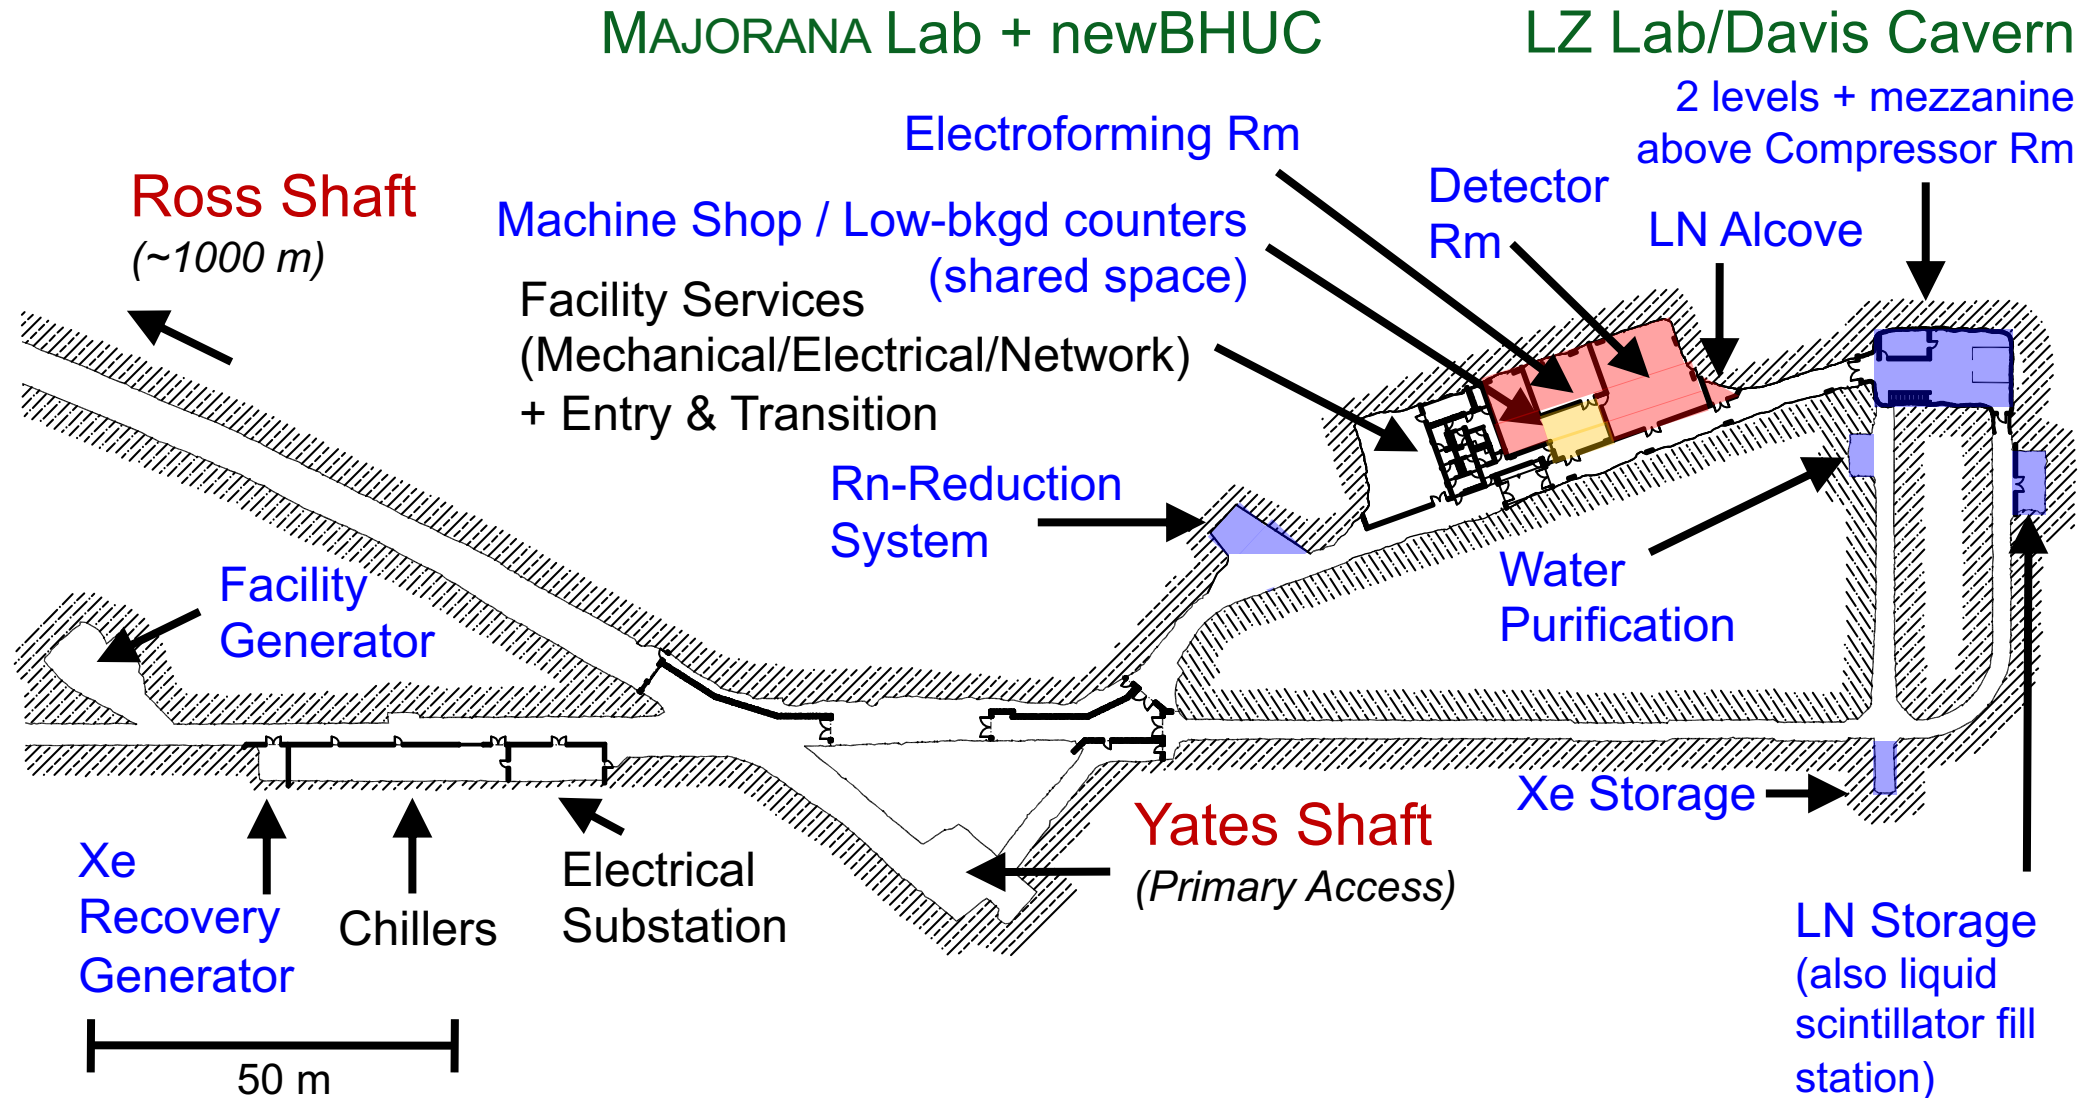 MAJORANA Lab + newBHUC
LZ Lab/Davis Cavern
2 levels + mezzanine
above Compressor Rm
Electroforming Rm
Detector
Rm
LN Alcove
Ross Shaft
(~1000 m)
Machine Shop / Low-bkgd counters
(shared space)
Facility Services
(Mechanical/Electrical/Network)
+ Entry & Transition
Rn-Reduction
System
Water
Purification
Facility
Generator
Xe Storage
Yates Shaft
(Primary Access)
Xe
Recovery
Generator
Chillers
Electrical
Substation
LN Storage
(also liquid
scintillator fill
station)
50 m